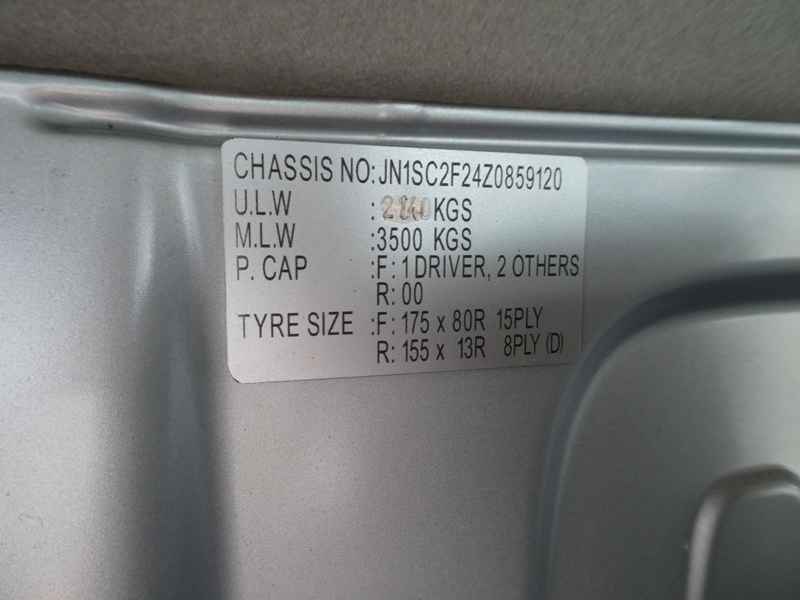 CHASSIS NO: JN1SC2F24Z0859120
U.L.W : KGS
M.L.W :3500 KGS
P. CAP :F: 1 DRIVER, 2 OTHERS
R: 00
TYRE SIZE :F: 175 x 80R 15PLY
R: 155 x 13R 8PLY (D)